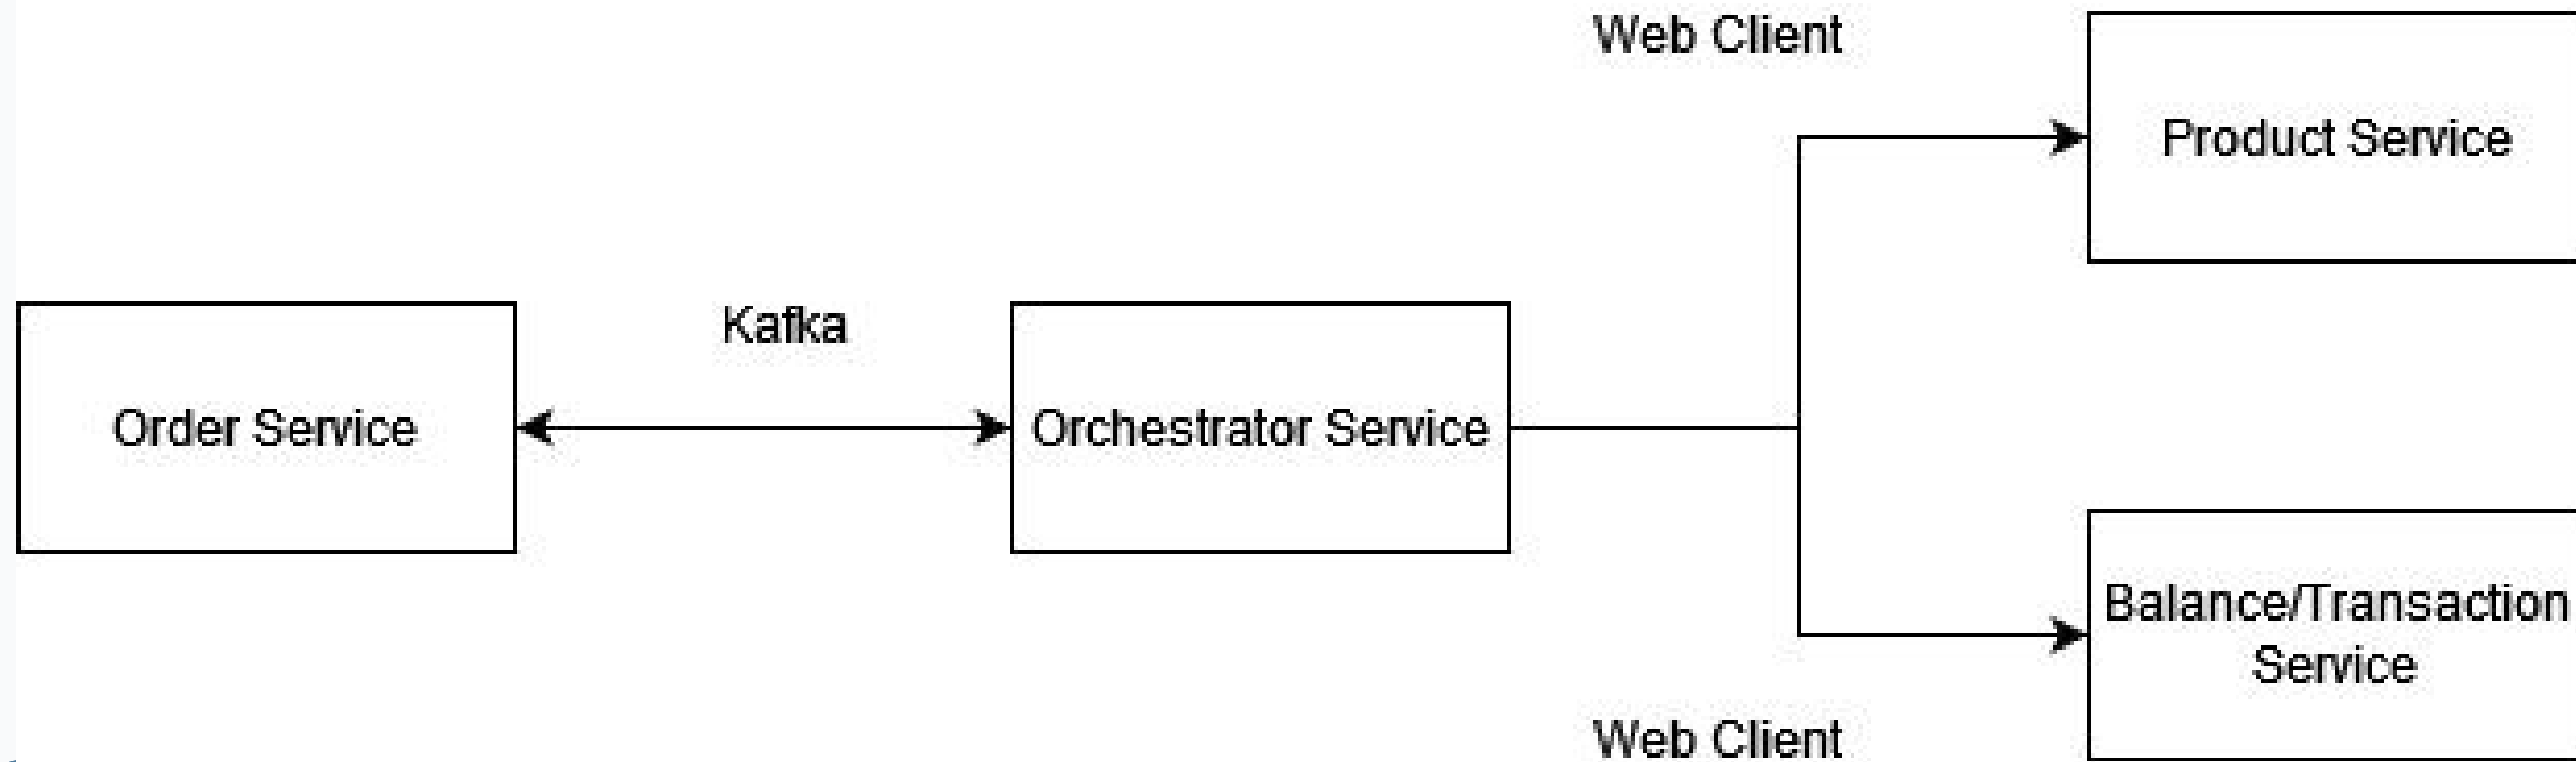 Web Client
Product Service
Kafka
Order Service
Orchestrator Service
Balance/Transaction
Service
Web Client